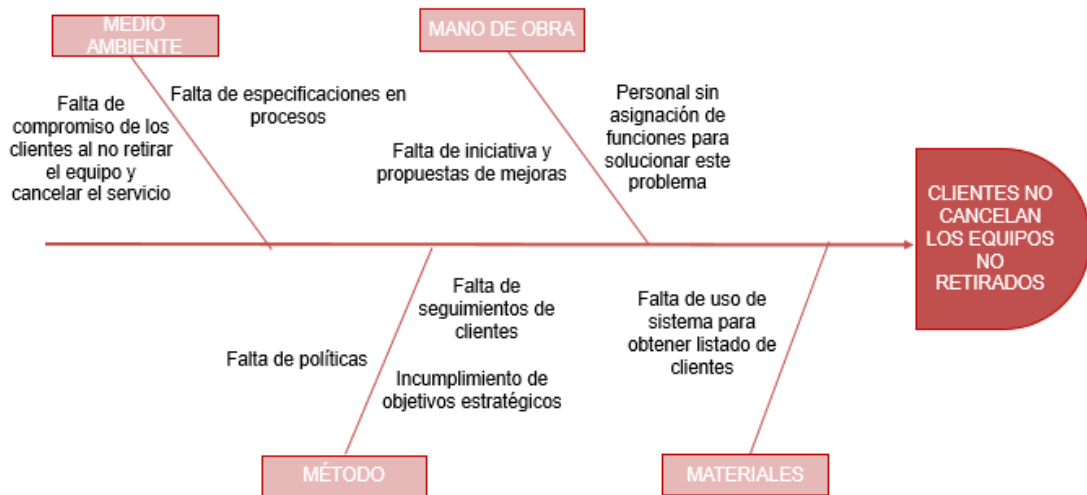 MEDIO
AMBIENTE
Falta de
compromiso de los
clientes al no retirar
el equipo y
cancelar el servicio
Falta de especificaciones en
procesos
MANO DE OBRA
Falta de iniciativa y
propuestas de mejoras
Personal sin
asignación de
funciones para
solucionar este
problema
CLIENTES NO
CANCELAN
LOS EQUIPOS
NO
RETIRADOS
Falta de políticas
Falta de
seguimientos de
clientes
Incumplimiento de
objetivos estratégicos
MÉTODO
Falta de uso de
sistema para
obtener listado de
clientes
MATERIALES